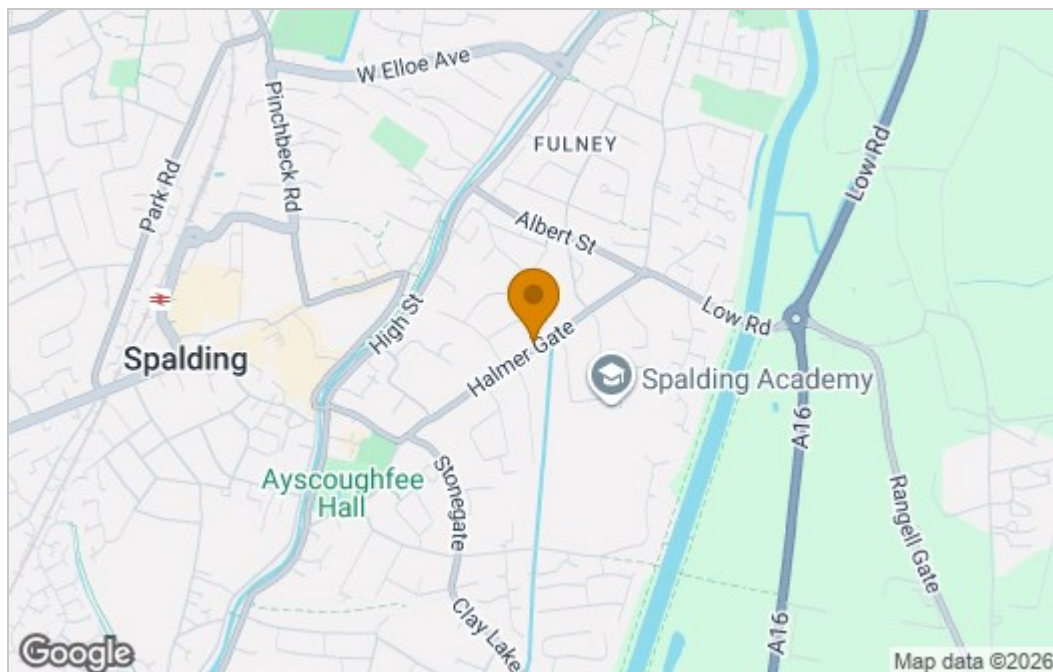 W Elloe Ave
Pinchbeck Rd
Park Rd
FULNEY
Low Rd
Albert St
High St
Low Rd
Halmer Gate
Spalding
Spalding Academy
A16
Ayscoughfee
Hall
Stonegate
Rangell Gate
Clay Lake
A16
Google
Map data ©2026